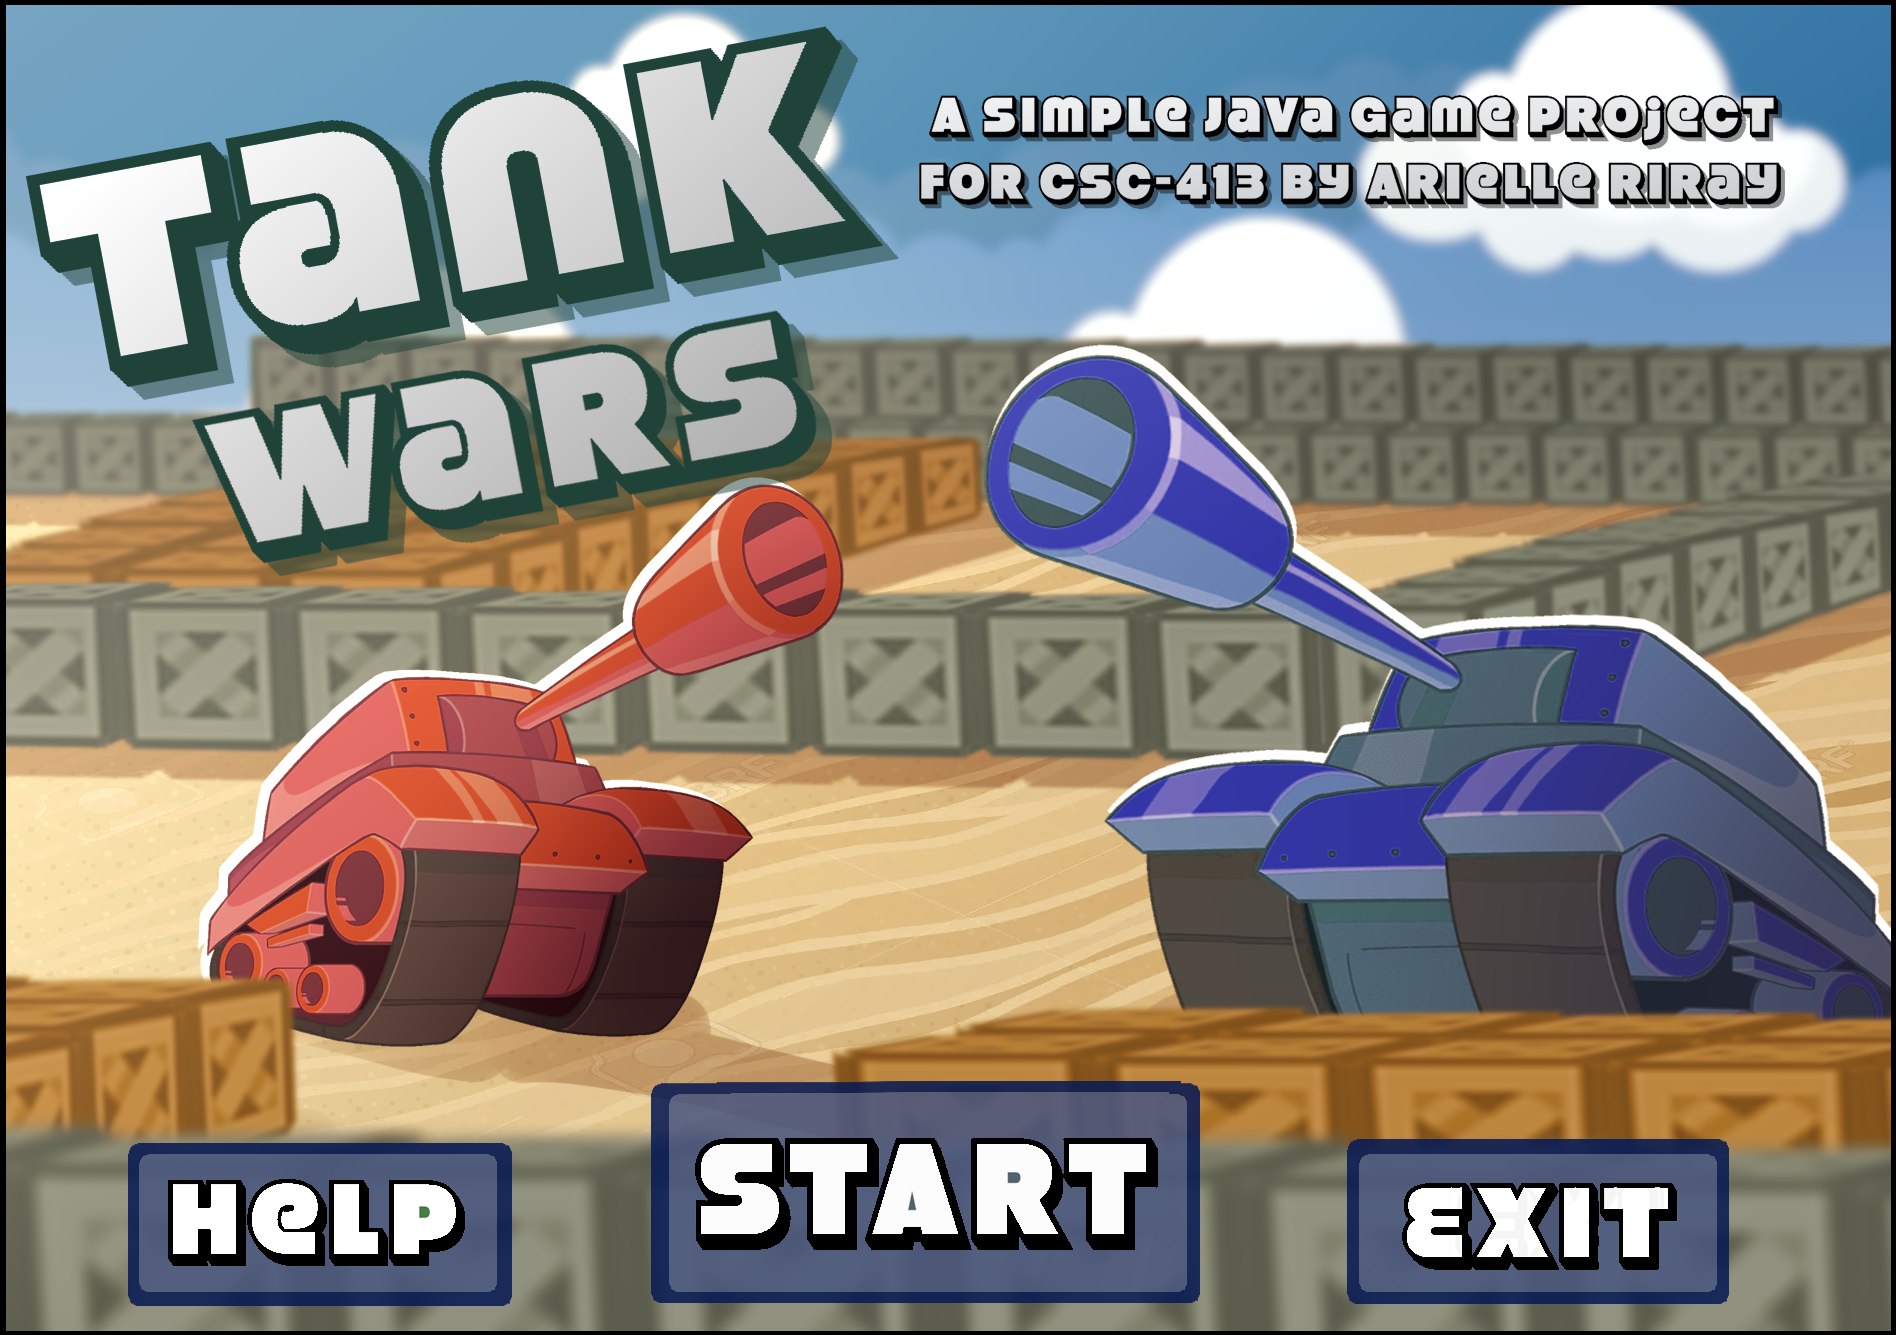 Tank
Wars
A Simple Java Game Project
for CSC-413 by Arielle Riray
Help
START
Exit